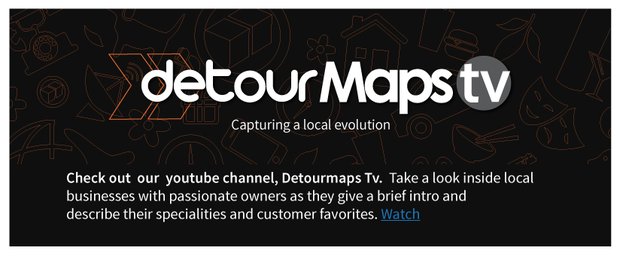 detourMaps tv
Capturing a local evolution
Check out our youtube channel, Detourmaps Tv. Take a look inside local
businesses with passionate owners as they give a brief intro and
describe their specialities and customer favorites. Watch